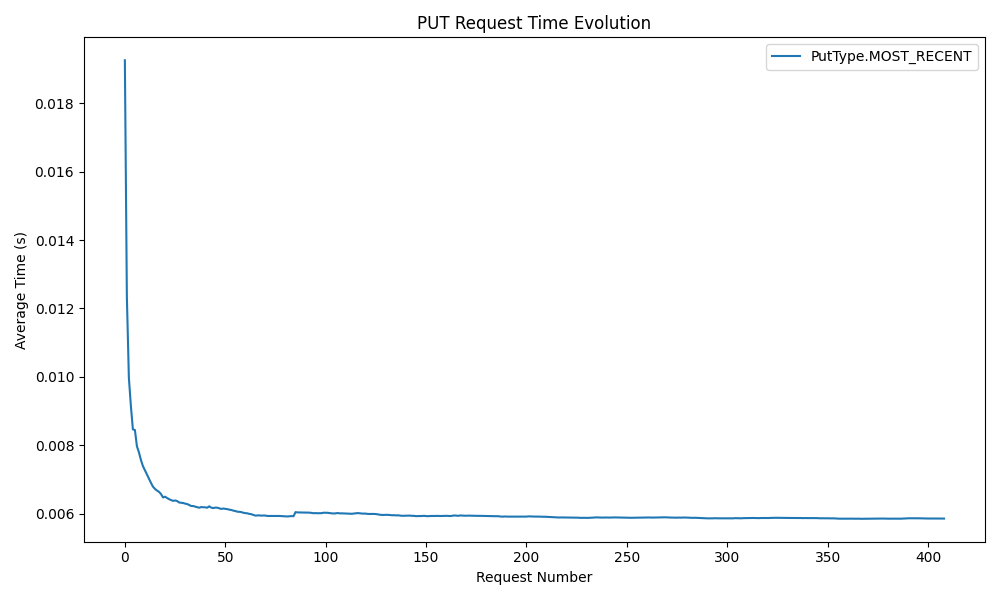 PUT Request Time Evolution
PutType.MOST_RECENT
Average Time (s)
0.018
0.016
0.014
0.012
0.010
0.008
0.006
0 50 100 150 200 250 300 350 400
Request Number